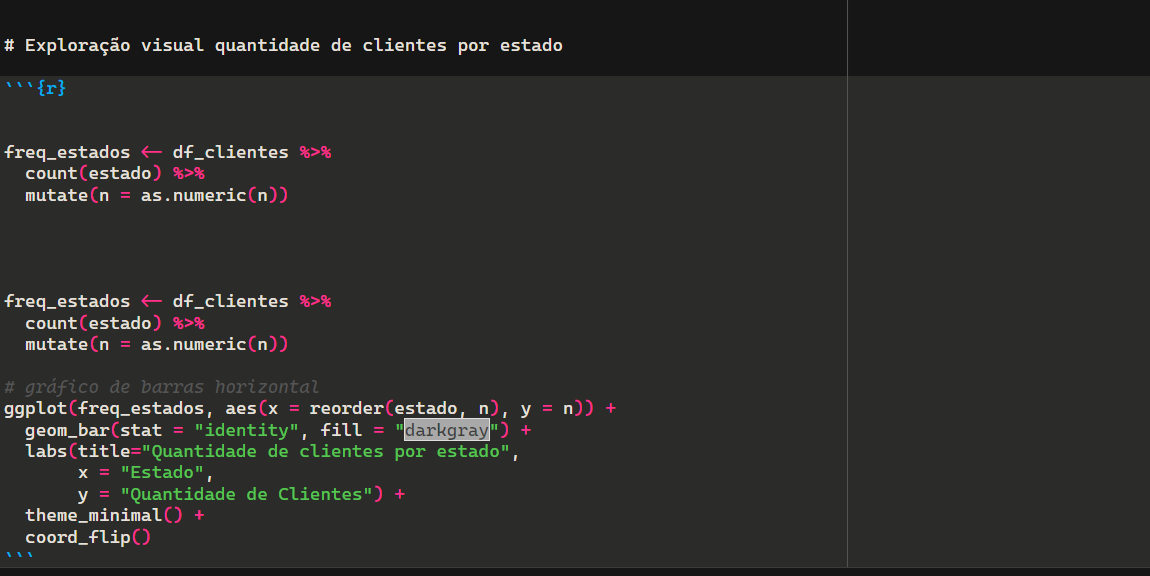 # Exploração visual quantidade de clientes por estado
```{r}
freq_estados <- df_clientes %>%
  count(estado) %>%
  mutate(n = as.numeric(n))
freq_estados <- df_clientes %>%
  count(estado) %>%
  mutate(n = as.numeric(n))
# gráfico de barras horizontal
ggplot(freq_estados, aes(x = reorder(estado, n), y = n)) +
  geom_bar(stat = "identity", fill = "darkgray") +
  labs(title="Quantidade de clientes por estado",
       x = "Estado",
       y = "Quantidade de Clientes") +
  theme_minimal() +
  coord_flip()
```